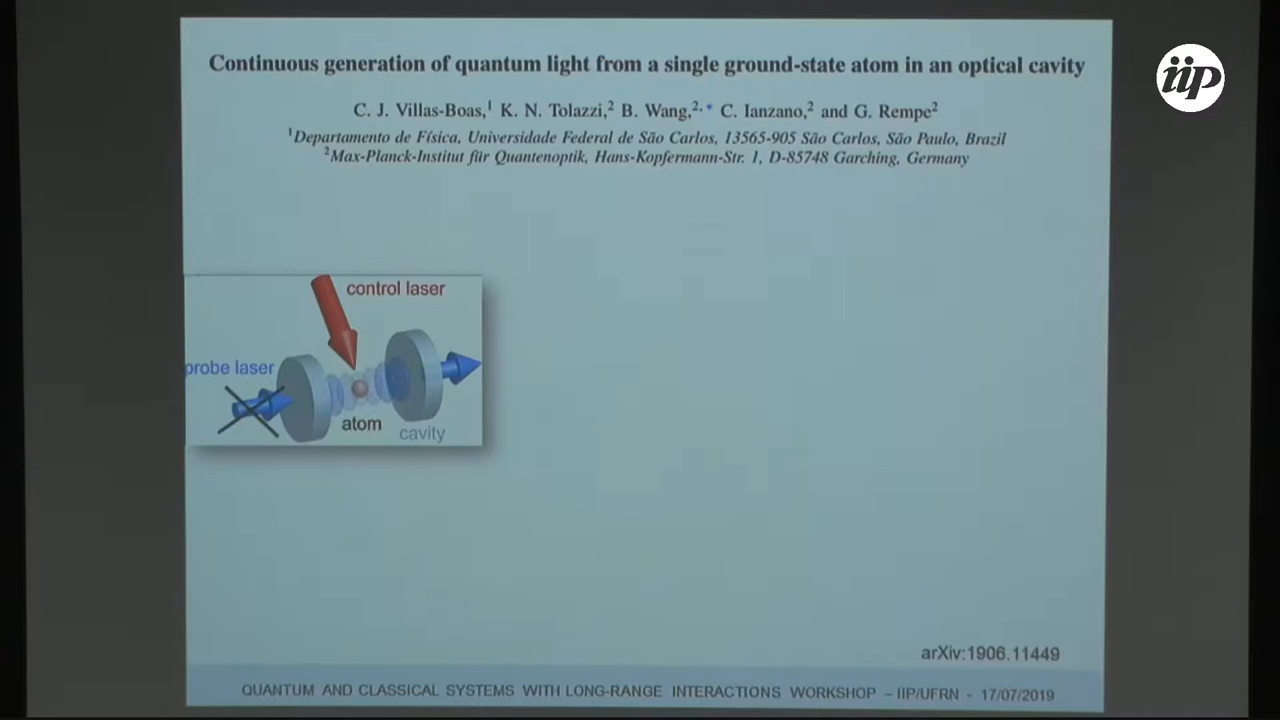 iip
Continuous generation of quantum light from a single ground-state atom in an optical cavity
C. J. Villas-Boas,¹ K. N. Tolazzi,² B. Wang,²,* C. Ianzano,² and G. Rempe²
¹Departamento de Física, Universidade Federal de São Carlos, 13565-905 São Carlos, São Paulo, Brazil
²Max-Planck-Institut für Quantenoptik, Hans-Kopfermann-Str. 1, D-85748 Garching, Germany
control laser
probe laser
atom
cavity
arXiv:1906.11449
QUANTUM AND CLASSICAL SYSTEMS WITH LONG-RANGE INTERACTIONS WORKSHOP – IIP/UFRN - 17/07/2019